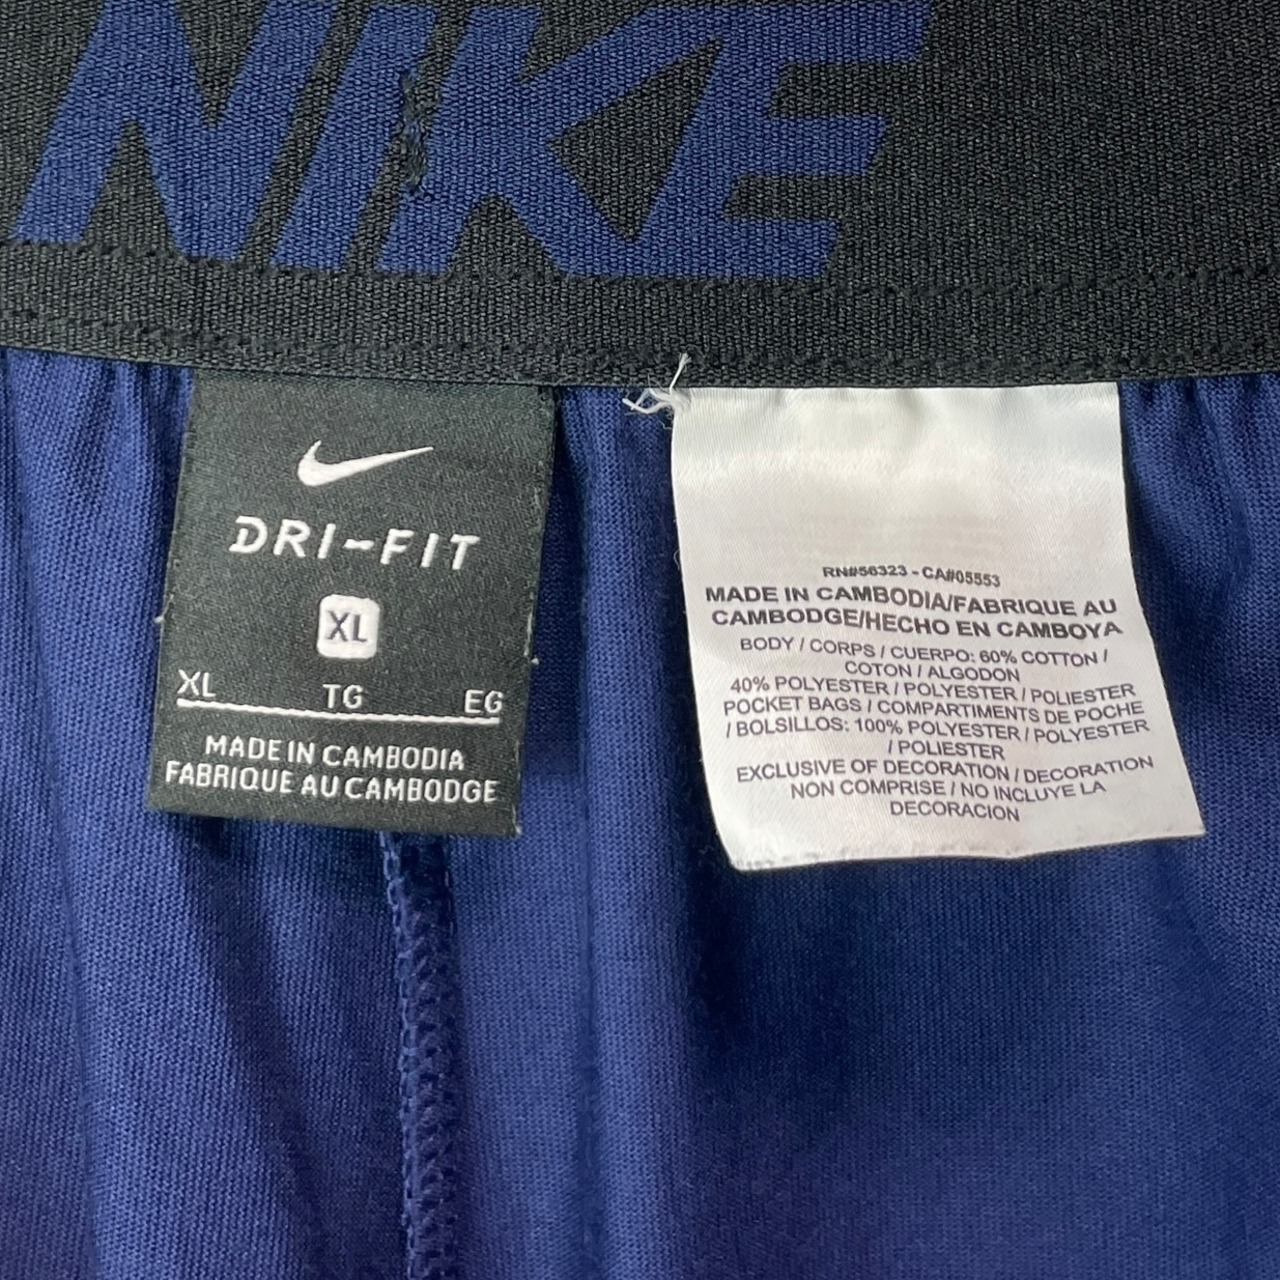 NIKE
DRI-FIT
XL
XL TG EG
MADE IN CAMBODIA
FABRIQUE AU CAMBODGE
RN#56323 - CA#05553
MADE IN CAMBODIA/FABRIQUE AU
CAMBODGE/HECHO EN CAMBOYA
BODY / CORPS / CUERPO: 60% COTTON /
COTON / ALGODON
40% POLYESTER / POLYESTER / POLIESTER
POCKET BAGS / COMPARTIMENTS DE POCHE
/ BOLSILLOS: 100% POLYESTER / POLYESTER
/ POLIESTER
EXCLUSIVE OF DECORATION / DECORATION
NON COMPRISE / NO INCLUYE LA
DECORACION